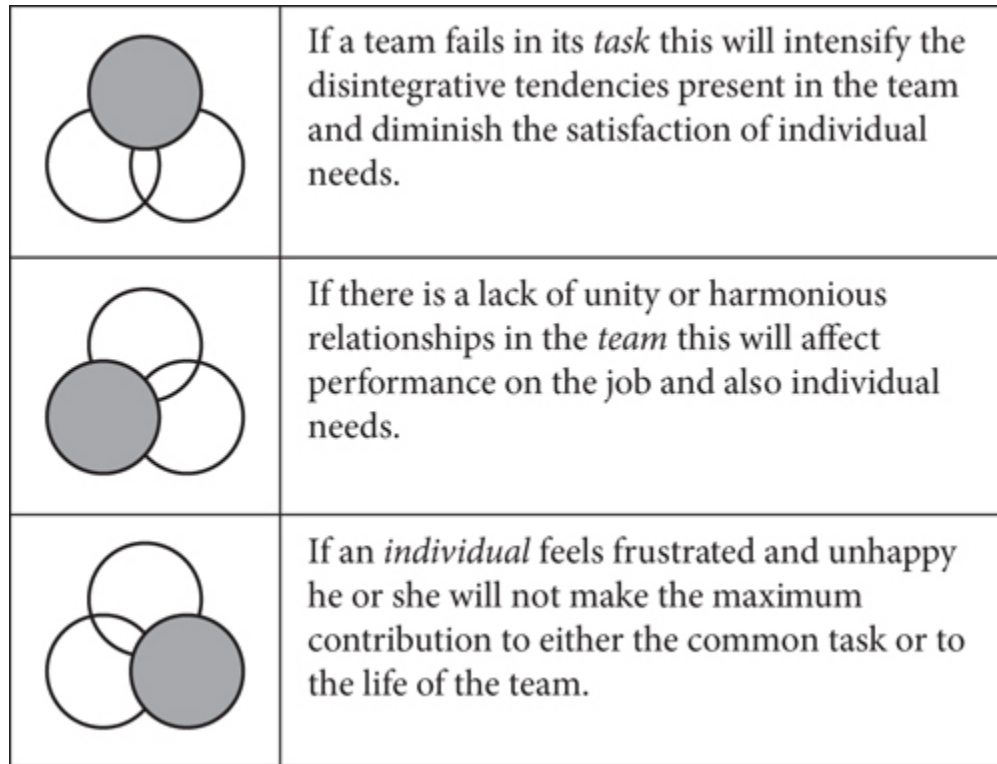 If a team fails in its task this will intensify the
disintegrative tendencies present in the team
and diminish the satisfaction of individual
needs.
If there is a lack of unity or harmonious
relationships in the team this will affect
performance on the job and also individual
needs.
If an individual feels frustrated and unhappy
he or she will not make the maximum
contribution to either the common task or to
the life of the team.